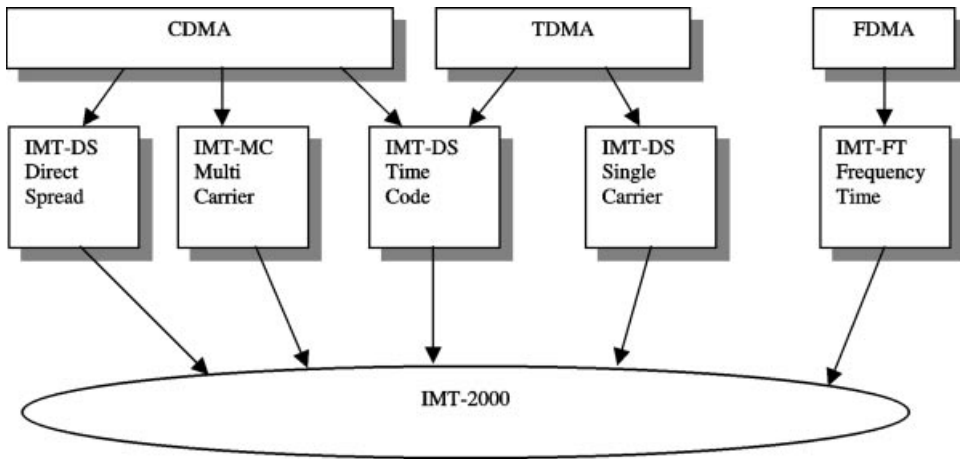 CDMA
TDMA
FDMA
IMT-DS
Direct
Spread
IMT-MC
Multi
Carrier
IMT-DS
Time
Code
IMT-DS
Single
Carrier
IMT-FT
Frequency
Time
IMT-2000